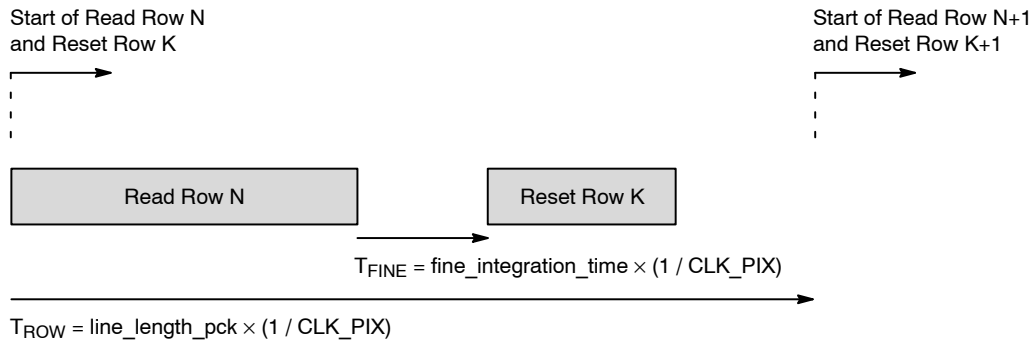 Start of Read Row N
and Reset Row K
Start of Read Row N+1
and Reset Row K+1
Read Row N
Reset Row K
TFINE = fine_integration_time × (1 / CLK_PIX)
TROW = line_length_pck × (1 / CLK_PIX)